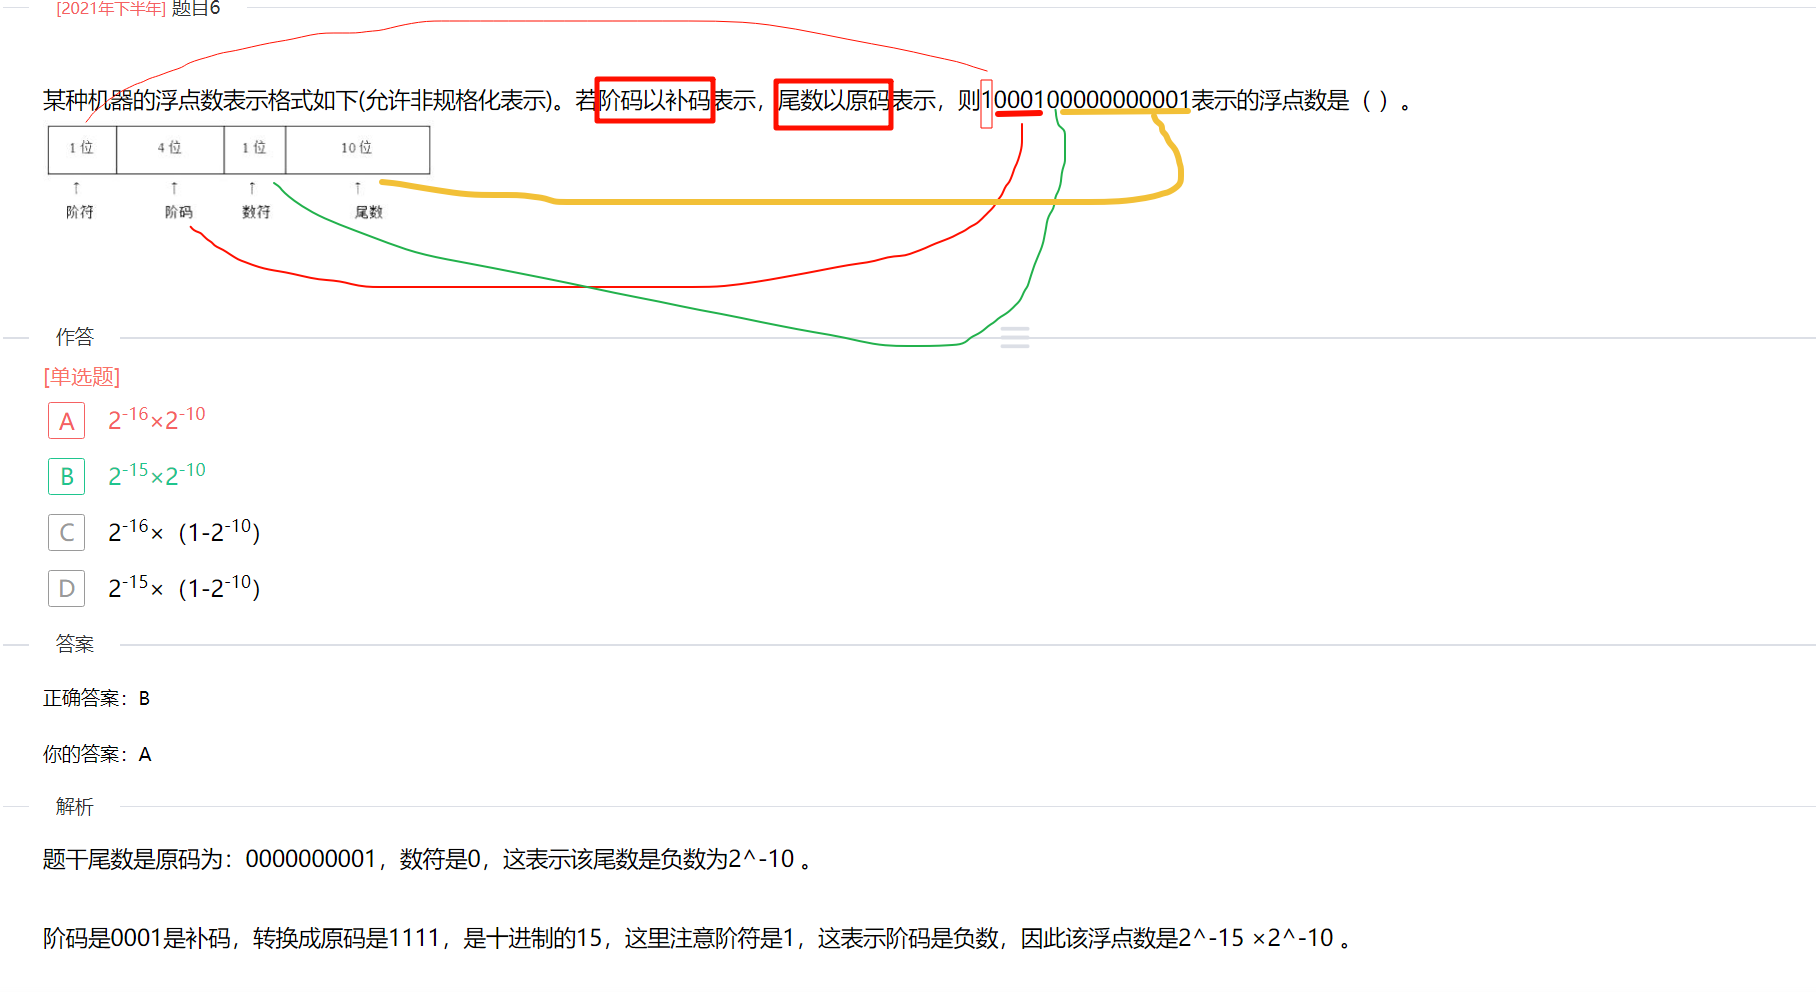 [2021年下半年] 题目6
某种机器的浮点数表示格式如下(允许非规格化表示)。若阶码以补码表示，尾数以原码表示，则1000100000000001表示的浮点数是（ ）。
1 位 4 位 1 位 10 位
↑ ↑ ↑ ↑
阶符 阶码 数符 尾数
作答
[单选题]
A 2^-16×2^-10
B 2^-15×2^-10
C 2^-16×（1-2^-10）
D 2^-15×（1-2^-10）
答案
正确答案：B
你的答案：A
解析
题干尾数是原码为：0000000001，数符是0，这表示该尾数是负数为2^-10 。
阶码是0001是补码，转换成原码是1111，是十进制的15，这里注意阶符是1，这表示阶码是负数，因此该浮点数是2^-15 ×2^-10 。